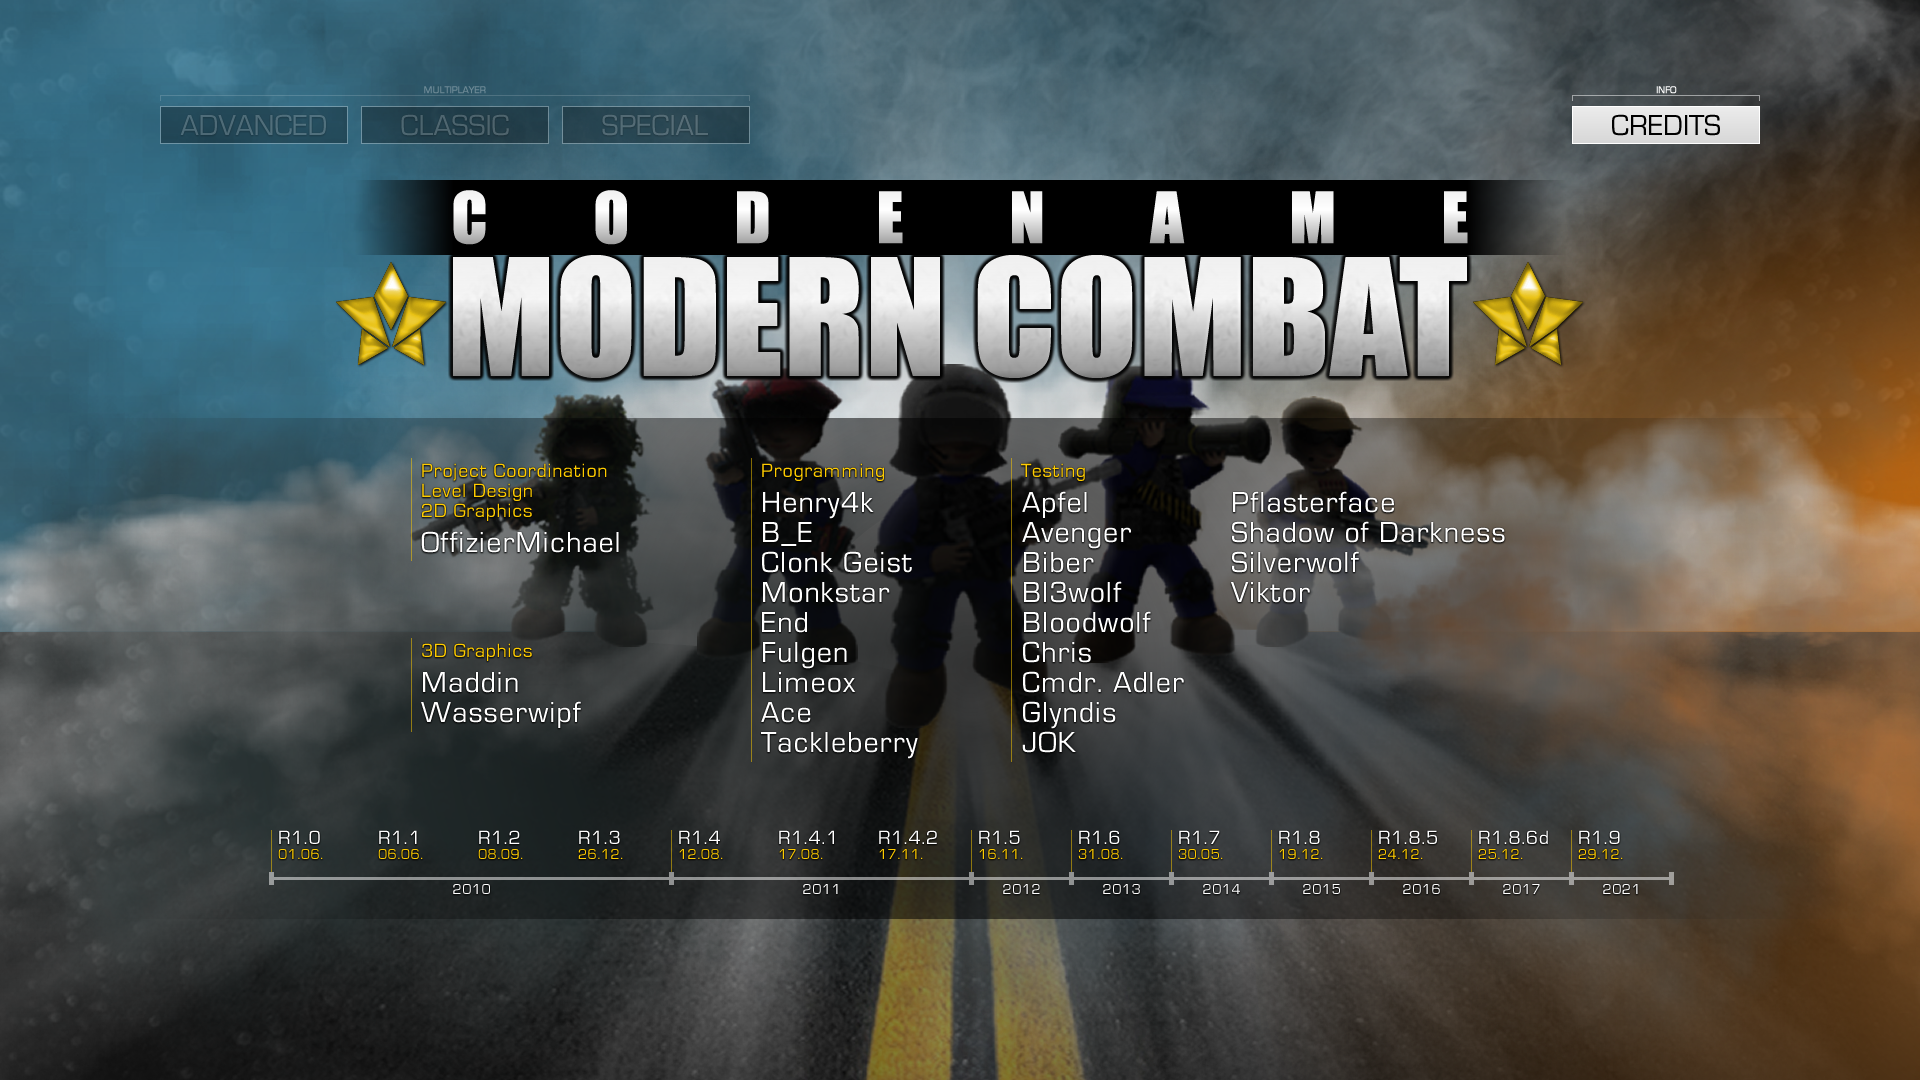 MULTIPLAYER
ADVANCED CLASSIC SPECIAL
INFO
CREDITS
CODENAME
MODERN COMBAT
Project Coordination
Level Design
2D Graphics
OffizierMichael
3D Graphics
Maddin
Wasserwipf
Programming
Henry4k
B_E
Clonk Geist
Monkstar
End
Fulgen
Limeox
Ace
Tackleberry
Testing
Apfel
Avenger
Biber
Bl3wolf
Bloodwolf
Chris
Cmdr. Adler
Glyndis
JOK
Pflasterface
Shadow of Darkness
Silverwolf
Viktor
R1.0 R1.1 R1.2 R1.3 R1.4 R1.4.1 R1.4.2 R1.5 R1.6 R1.7 R1.8 R1.8.5 R1.8.6d R1.9
01.06. 06.06. 08.09. 26.12. 12.08. 17.08. 17.11. 16.11. 31.08. 30.05. 19.12. 24.12. 25.12. 29.12.
2010 2011 2012 2013 2014 2015 2016 2017 2021